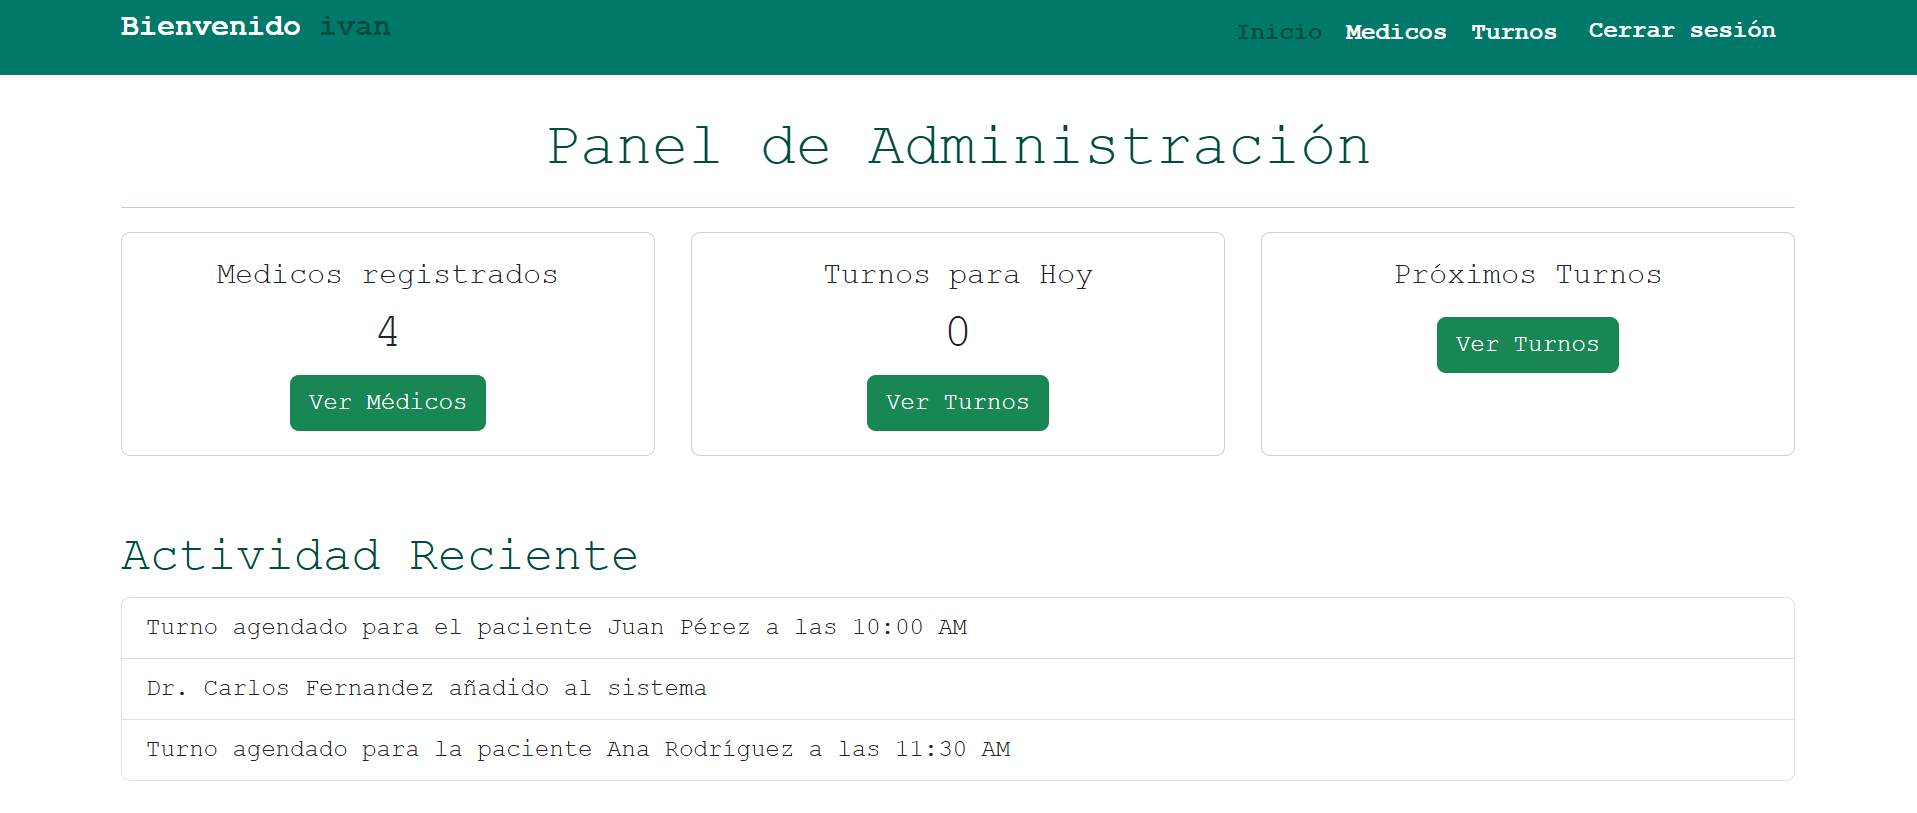 Bienvenido ivan
Inicio Medicos Turnos Cerrar sesión
Panel de Administración
Medicos registrados
4
Ver Médicos
Turnos para Hoy
0
Ver Turnos
Próximos Turnos
Ver Turnos
Actividad Reciente
Turno agendado para el paciente Juan Pérez a las 10:00 AM
Dr. Carlos Fernandez añadido al sistema
Turno agendado para la paciente Ana Rodríguez a las 11:30 AM